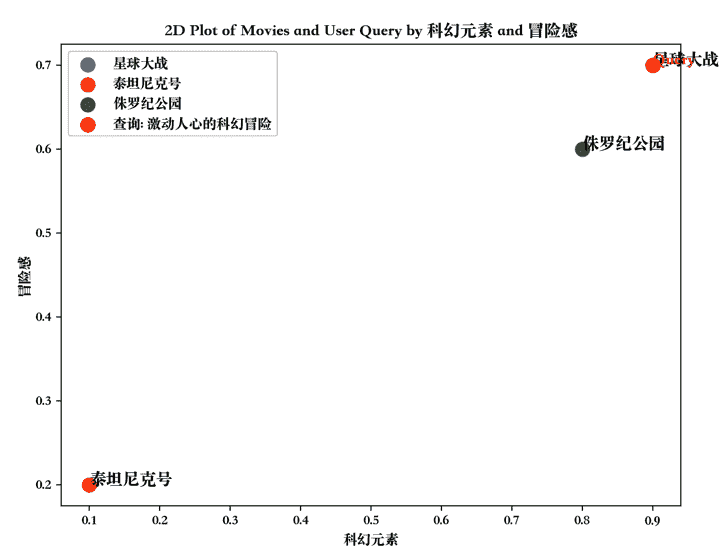 2D Plot of Movies and User Query by 科幻元素 and 冒险感
星球大战
泰坦尼克号
侏罗纪公园
查询: 激动人心的科幻冒险
Query
星球大战
侏罗纪公园
泰坦尼克号
0.7
0.6
0.5
0.4
0.3
0.2
冒险感
0.1
0.2
0.3
0.4
0.5
0.6
0.7
0.8
0.9
科幻元素